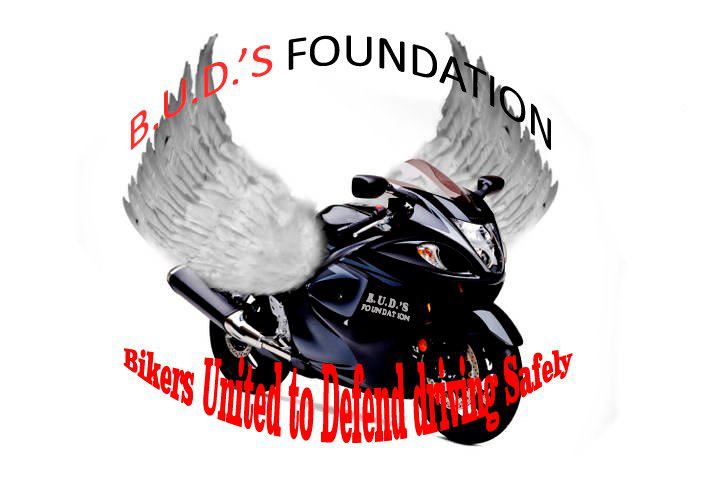 B.U.D.'S FOUNDATION
B.U.D.'S
FOUNDATION
Bikers United to Defend driving Safely